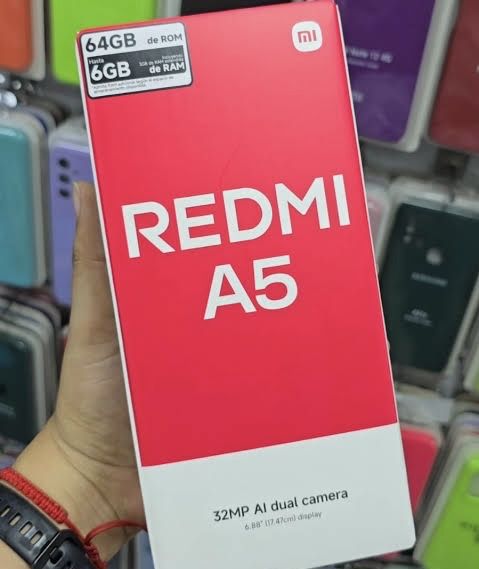 64GB de ROM
Hasta
6GB de RAM
mi
REDMI
A5
32MP AI dual camera
6.88" (17.47cm) display